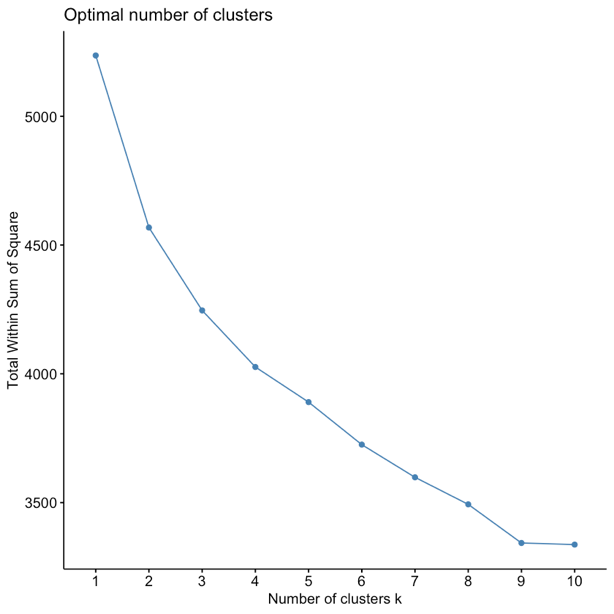 Optimal number of clusters
Total Within Sum of Square
5000
4500
4000
3500
1 2 3 4 5 6 7 8 9 10
Number of clusters k